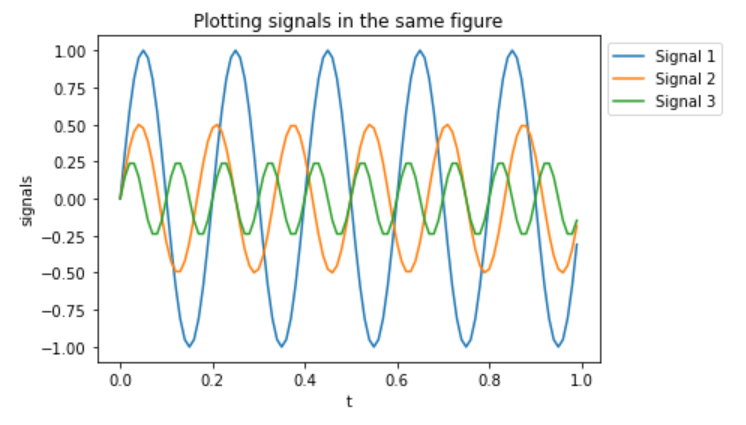 Plotting signals in the same figure
1.00
0.75
0.50
0.25
0.00
−0.25
−0.50
−0.75
−1.00
signals
0.0 0.2 0.4 0.6 0.8 1.0
t
Signal 1
Signal 2
Signal 3